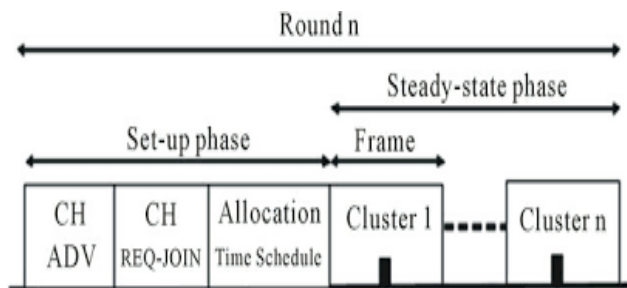 Round n
Steady-state phase
Set-up phase
Frame
CH
ADV
CH
REQ-JOIN
Allocation
Time Schedule
Cluster 1
Cluster n